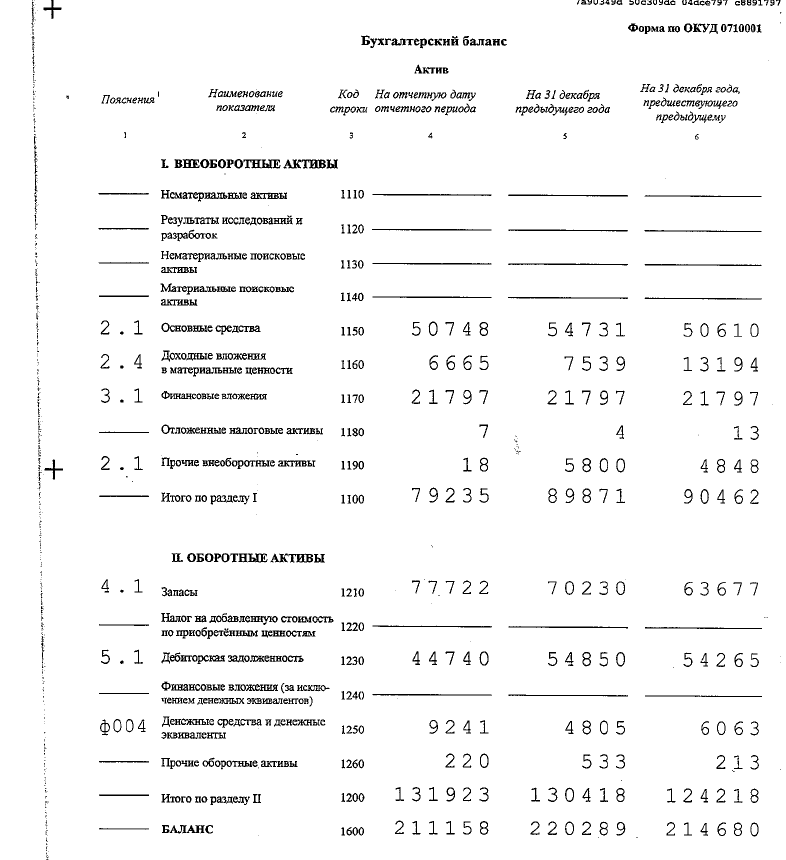 7a90349d 50c309dc 04dce797 c8891797
Форма по ОКУД 0710001
Бухгалтерский баланс
Актив
Пояснения 1 Наименование показателя Код строки На отчетную дату отчетного периода На 31 декабря предыдущего года На 31 декабря года, предшествующего предыдущему
1 2 3 4 5 6
I. ВНЕОБОРОТНЫЕ АКТИВЫ
Нематериальные активы 1110
Результаты исследований и
разработок 1120
Нематериальные поисковые
активы 1130
Материальные поисковые
активы 1140
2.1 Основные средства 1150 50748 54731 50610
2.4 Доходные вложения
в материальные ценности 1160 6665 7539 13194
3.1 Финансовые вложения 1170 21797 21797 21797
Отложенные налоговые активы 1180 7 4 13
2.1 Прочие внеоборотные активы 1190 18 5800 4848
Итого по разделу I 1100 79235 89871 90462
II. ОБОРОТНЫЕ АКТИВЫ
4.1 Запасы 1210 77722 70230 63677
Налог на добавленную стоимость
по приобретённым ценностям 1220
5.1 Дебиторская задолженность 1230 44740 54850 54265
Финансовые вложения (за исклю-
чением денежных эквивалентов) 1240
ф004 Денежные средства и денежные
эквиваленты 1250 9241 4805 6063
Прочие оборотные активы 1260 220 533 213
Итого по разделу II 1200 131923 130418 124218
БАЛАНС 1600 211158 220289 214680